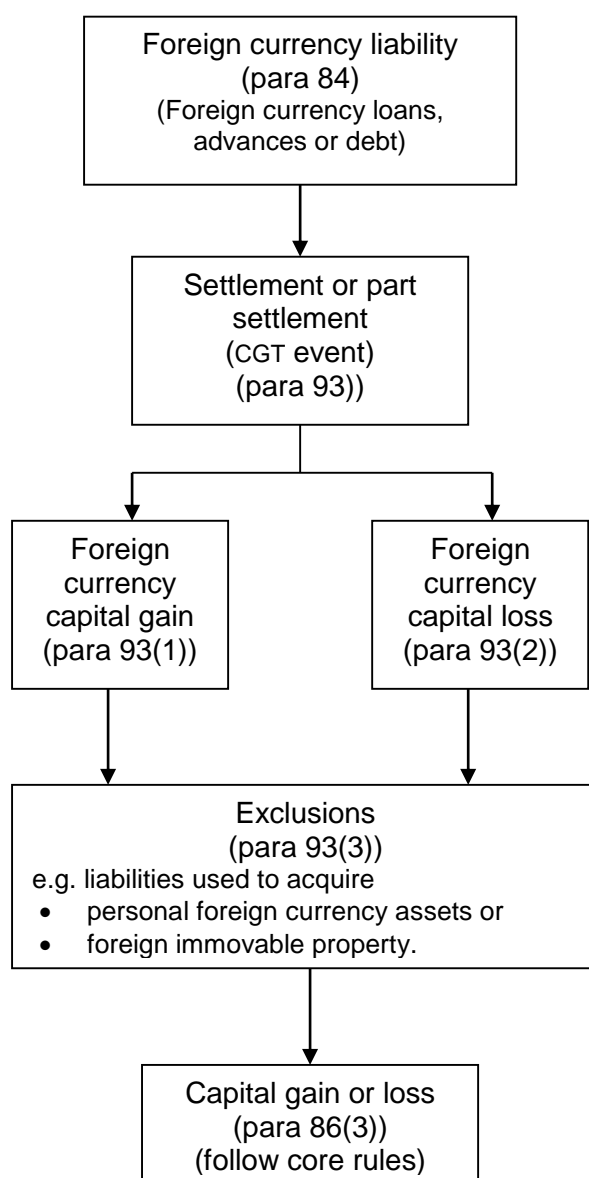 Foreign currency liability
(para 84)
(Foreign currency loans,
advances or debt)
Settlement or part
settlement
(CGT event)
(para 93))
Foreign
currency
capital gain
(para 93(1))
Foreign
currency
capital loss
(para 93(2))
Exclusions
(para 93(3))
e.g. liabilities used to acquire
• personal foreign currency assets or
• foreign immovable property.
Capital gain or loss
(para 86(3))
(follow core rules)